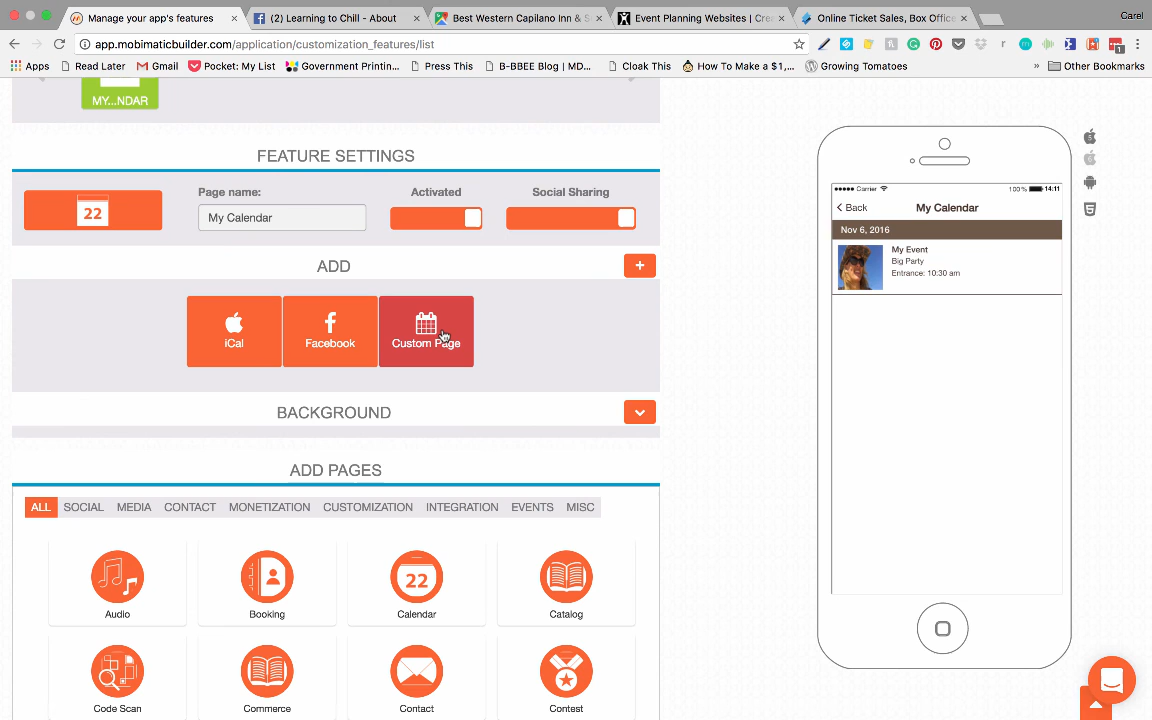 Manage your app's features
(2) Learning to Chill - About
Best Western Capilano Inn & S
Event Planning Websites | Crea
Online Ticket Sales, Box Office
Carel
app.mobimaticbuilder.com/application/customization_features/list
Apps
Read Later
Gmail
Pocket: My List
Government Printin...
Press This
B-BBEE Blog | MD...
Cloak This
How To Make a $1,...
Growing Tomatoes
»
Other Bookmarks
MY...NDAR
FEATURE SETTINGS
22
Page name:
My Calendar
Activated
Social Sharing
ADD
+
iCal
Facebook
Custom Page
BACKGROUND
ADD PAGES
ALL SOCIAL MEDIA CONTACT MONETIZATION CUSTOMIZATION INTEGRATION EVENTS MISC
Audio
Booking
22
Calendar
Catalog
Code Scan
Commerce
Contact
Contest
Carrier
100 %
14:11
Back
My Calendar
Nov 6, 2016
My Event
Big Party
Entrance: 10:30 am